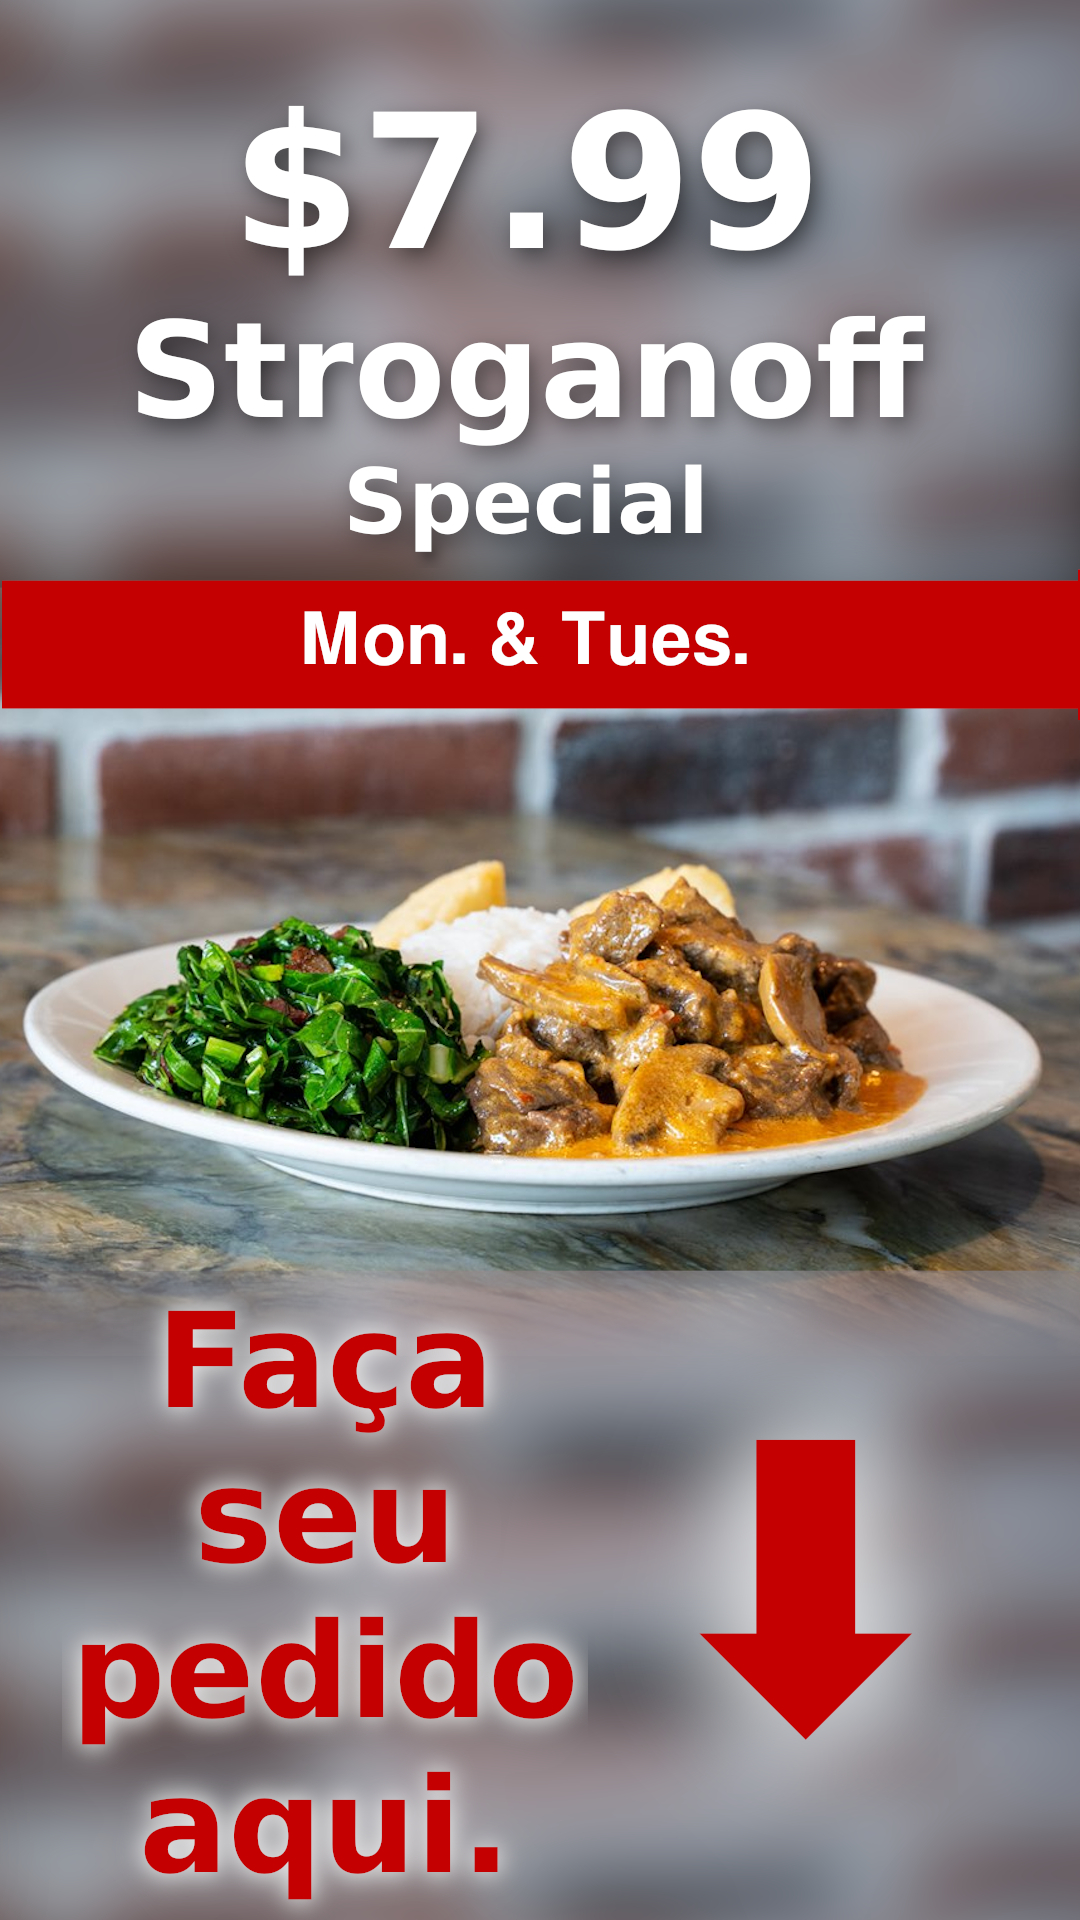 $7.99
Stroganoff
Special
Mon. & Tues.
Faça
seu
pedido
aqui.